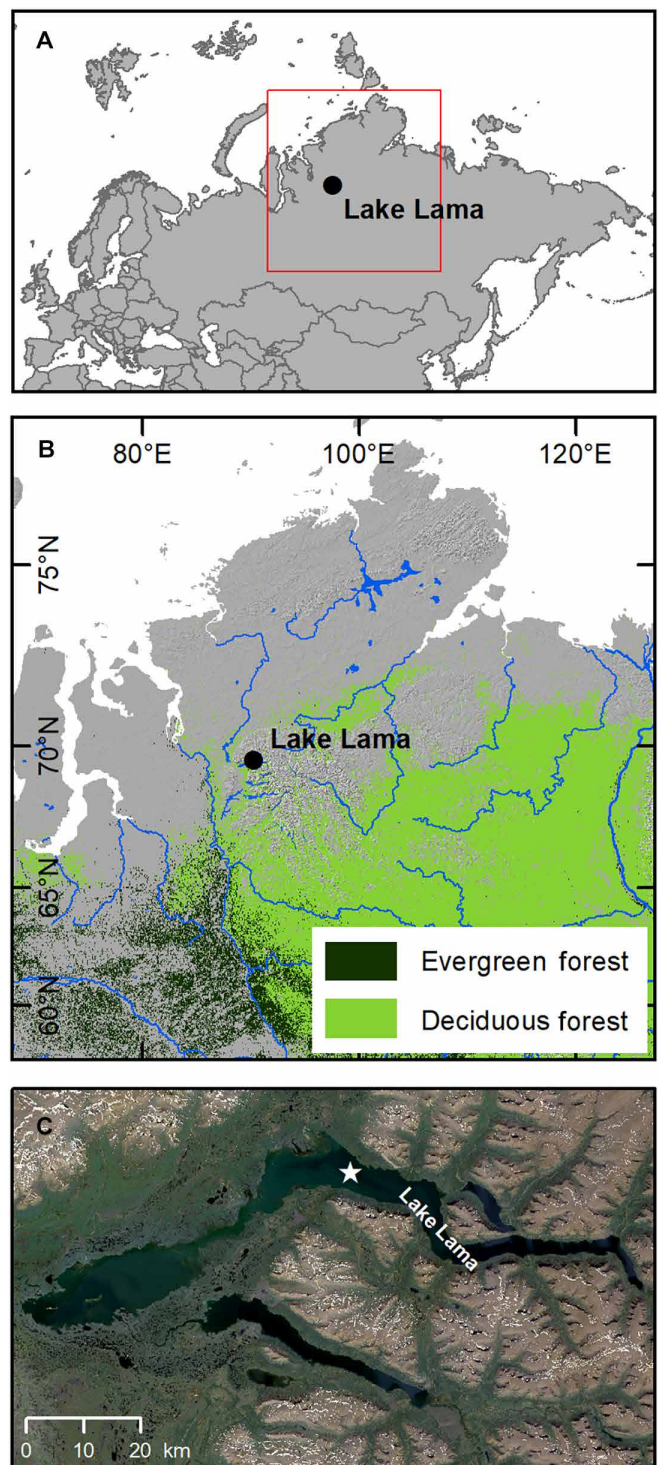 A
Lake Lama
B
80°E 100°E 120°E
75°N
70°N
Lake Lama
65°N
60°N
Evergreen forest
Deciduous forest
C
Lake Lama
0 10 20 km